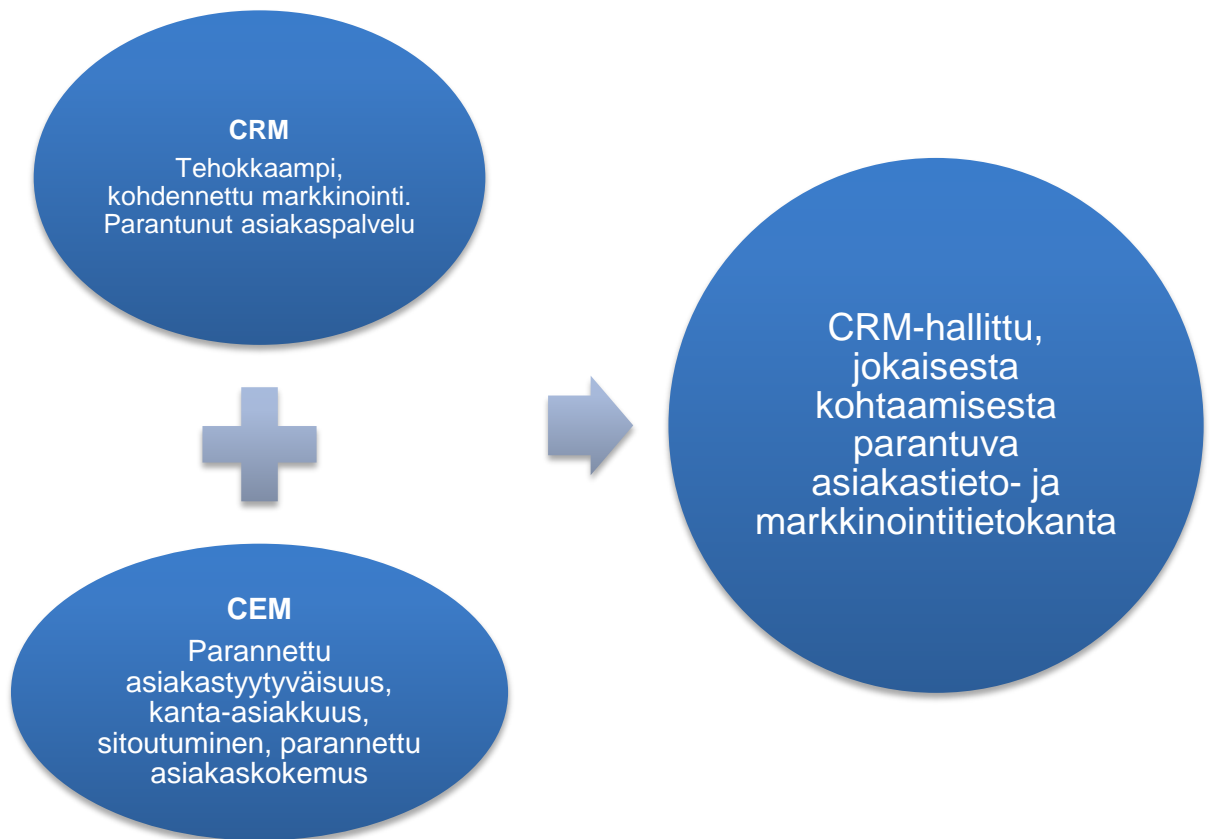 CRM
Tehokkaampi,
kohdennettu markkinointi.
Parantunut asiakaspalvelu
CEM
Parannettu
asiakastyytyväisuus,
kanta-asiakkuus,
sitoutuminen, parannettu
asiakaskokemus
CRM-hallittu,
jokaisesta
kohtaamisesta
parantuva
asiakastieto- ja
markkinointitietokanta